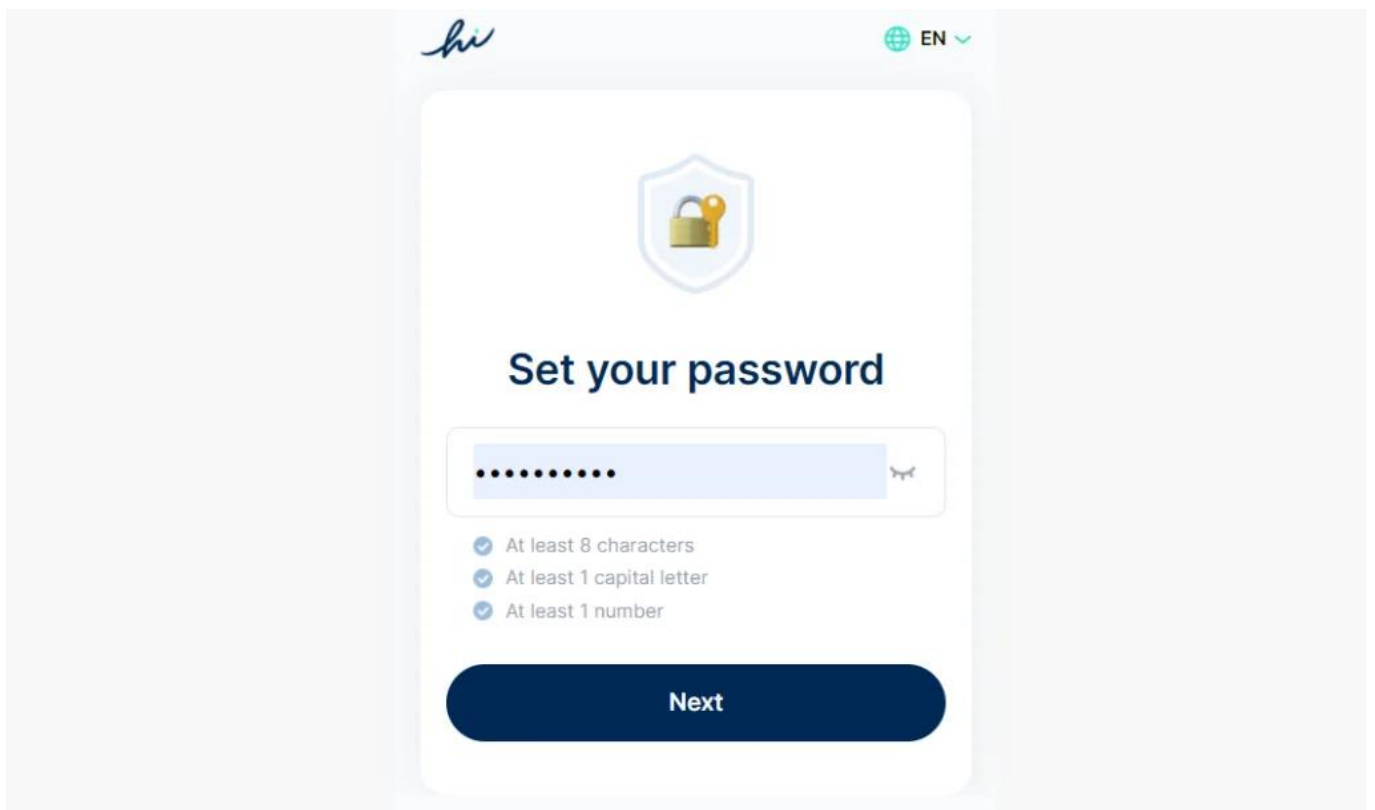 hi
EN
Set your password
••••••••••
At least 8 characters
At least 1 capital letter
At least 1 number
Next